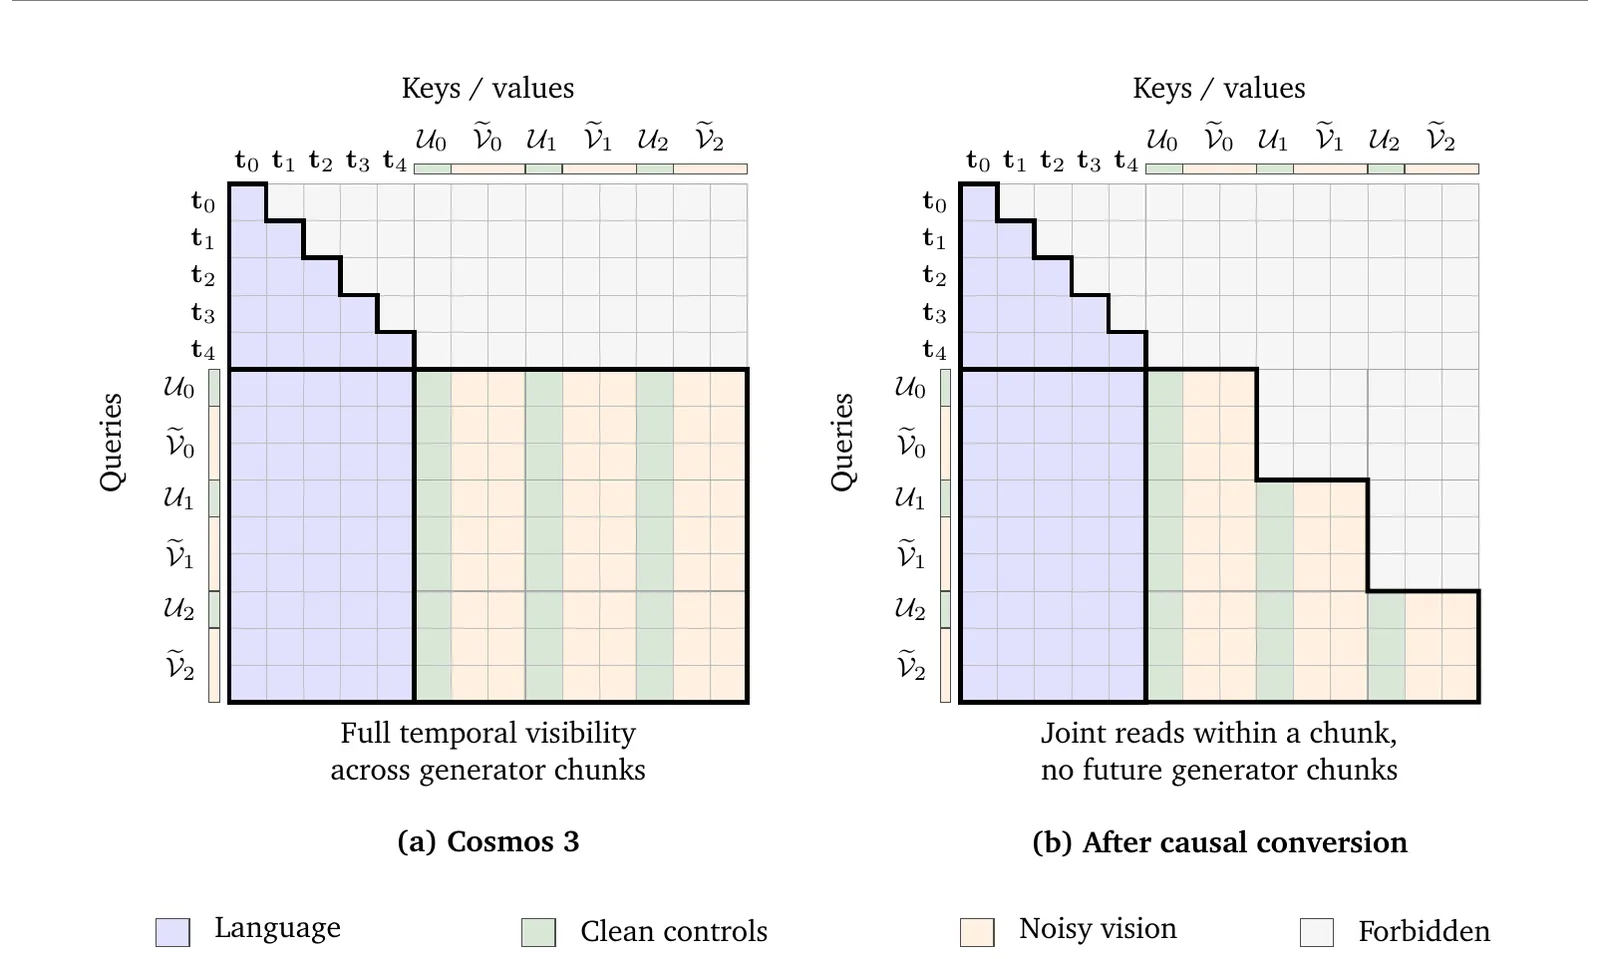 Keys / values
𝒰₀ 𝒱̃₀ 𝒰₁ 𝒱̃₁ 𝒰₂ 𝒱̃₂
t₀ t₁ t₂ t₃ t₄
t₀
t₁
t₂
t₃
t₄
𝒰₀
𝒱̃₀
𝒰₁
𝒱̃₁
𝒰₂
𝒱̃₂
Queries
Full temporal visibility
across generator chunks
(a) Cosmos 3
Keys / values
𝒰₀ 𝒱̃₀ 𝒰₁ 𝒱̃₁ 𝒰₂ 𝒱̃₂
t₀ t₁ t₂ t₃ t₄
t₀
t₁
t₂
t₃
t₄
𝒰₀
𝒱̃₀
𝒰₁
𝒱̃₁
𝒰₂
𝒱̃₂
Queries
Joint reads within a chunk,
no future generator chunks
(b) After causal conversion
Language
Clean controls
Noisy vision
Forbidden